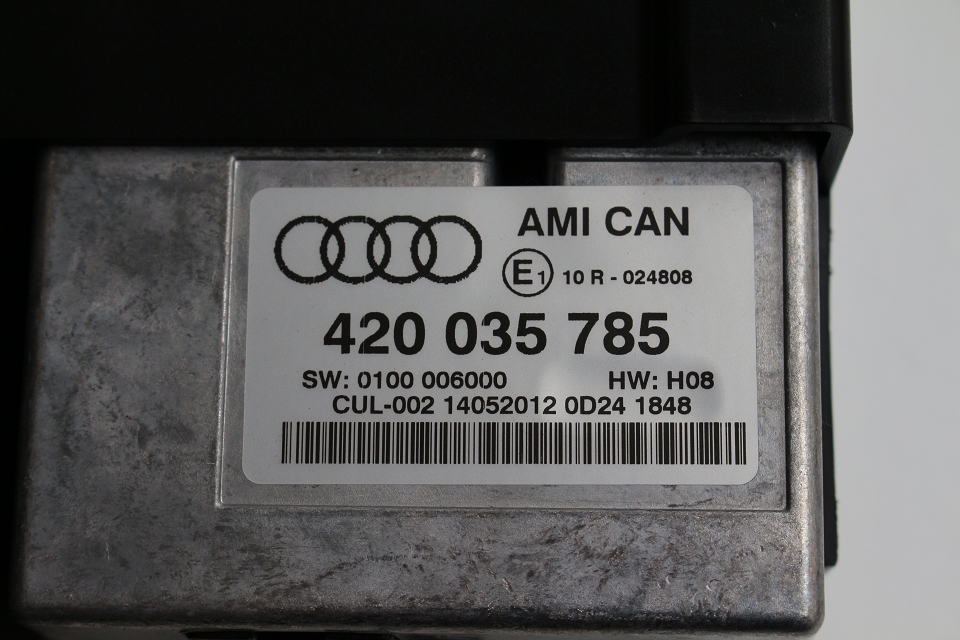 AMI CAN
E1 10 R - 024808
420 035 785
SW: 0100 006000 HW: H08
CUL-002 14052012 0D24 1848